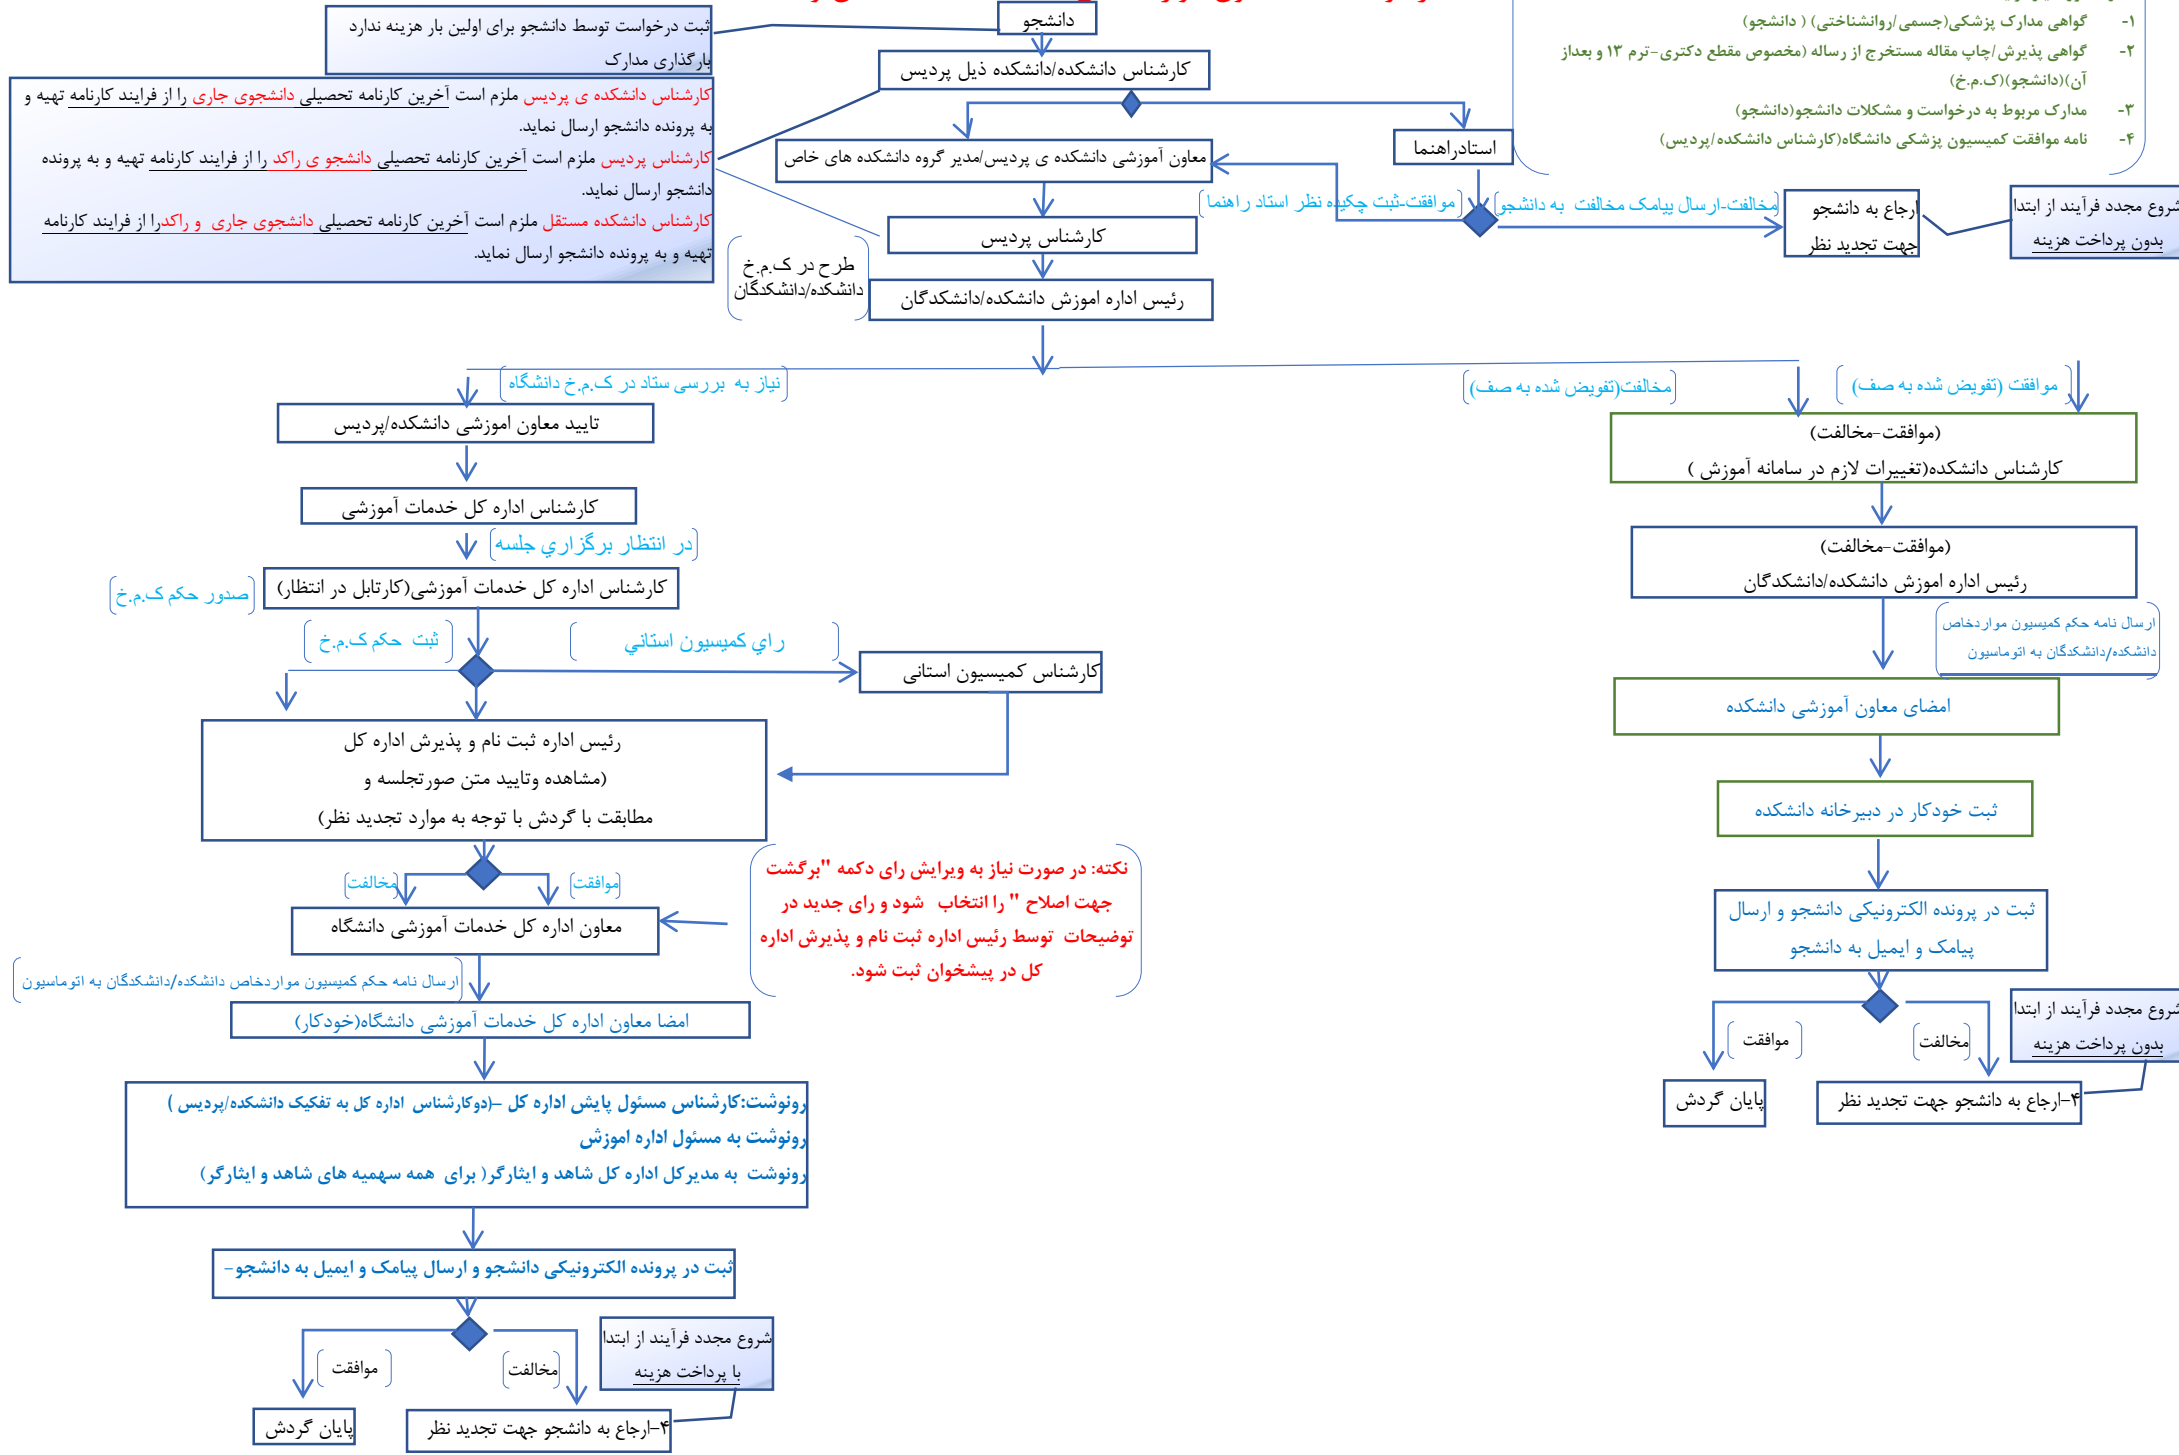 دانشجو
ثبت درخواست توسط دانشجو برای اولین بار هزینه ندارد
بارگذاری مدارک
۱- گواهی مدارک پزشکی(جسمی/روانشناختی) ( دانشجو)
۲- گواهی پذیرش/چاپ مقاله مستخرج از رساله (مخصوص مقطع دکتری-ترم ۱۳ و بعداز
آن)(دانشجو)(ک.م.خ)
۳- مدارک مربوط به درخواست و مشکلات دانشجو(دانشجو)
۴- نامه موافقت کمیسیون پزشکی دانشگاه(کارشناس دانشکده/پردیس)
کارشناس دانشکده/دانشکده ذیل پردیس
کارشناس دانشکده ی پردیس ملزم است آخرین کارنامه تحصیلی دانشجوی جاری را از فرایند کارنامه تهیه و
به پرونده دانشجو ارسال نماید.
کارشناس پردیس ملزم است آخرین کارنامه تحصیلی دانشجو ی راکد را از فرایند کارنامه تهیه و به پرونده
دانشجو ارسال نماید.
کارشناس دانشکده مستقل ملزم است آخرین کارنامه تحصیلی دانشجوی جاری و راکدرا از فرایند کارنامه
تهیه و به پرونده دانشجو ارسال نماید.
استادراهنما
معاون آموزشی دانشکده ی پردیس/مدیر گروه دانشکده های خاص
موافقت-ثبت چکیده نظر استاد راهنما
مخالفت-ارسال پیامک مخالفت به دانشجو
ارجاع به دانشجو
جهت تجدید نظر
شروع مجدد فرآیند از ابتدا
بدون پرداخت هزینه
کارشناس پردیس
طرح در ک.م.خ
دانشکده/دانشکدگان
رئیس اداره اموزش دانشکده/دانشکدگان
موافقت (تفویض شده به صف)
مخالفت(تفویض شده به صف)
نیاز به بررسی ستاد در ک.م.خ دانشگاه
(موافقت-مخالفت)
کارشناس دانشکده(تغییرات لازم در سامانه آموزش )
(موافقت-مخالفت)
رئیس اداره اموزش دانشکده/دانشکدگان
ارسال نامه حکم کمیسیون مواردخاص
دانشکده/دانشکدگان به اتوماسیون
امضای معاون آموزشی دانشکده
ثبت خودکار در دبیرخانه دانشکده
ثبت در پرونده الکترونیکی دانشجو و ارسال
پیامک و ایمیل به دانشجو
مخالفت
موافقت
شروع مجدد فرآیند از ابتدا
بدون پرداخت هزینه
۴-ارجاع به دانشجو جهت تجدید نظر
پایان گردش
تایید معاون اموزشی دانشکده/پردیس
کارشناس اداره کل خدمات آموزشی
در انتظار برگزاري جلسه
کارشناس اداره کل خدمات آموزشی(کارتابل در انتظار)
صدور حکم ک.م.خ
ثبت حکم ک.م.خ
راي کمیسیون استاني
کارشناس کمیسیون استانی
رئیس اداره ثبت نام و پذیرش اداره کل
(مشاهده وتایید متن صورتجلسه و
مطابقت با گردش با توجه به موارد تجدید نظر)
موافقت
مخالفت
نکته: در صورت نیاز به ویرایش رای دکمه "برگشت
جهت اصلاح " را انتخاب شود و رای جدید در
توضیحات توسط رئیس اداره ثبت نام و پذیرش اداره
کل در پیشخوان ثبت شود.
معاون اداره کل خدمات آموزشی دانشگاه
ارسال نامه حکم کمیسیون مواردخاص دانشکده/دانشکدگان به اتوماسیون
امضا معاون اداره کل خدمات آموزشی دانشگاه(خودکار)
رونوشت:کارشناس مسئول پایش اداره کل –(دوکارشناس اداره کل به تفکیک دانشکده/پردیس )
رونوشت به مسئول اداره اموزش
رونوشت به مدیرکل اداره کل شاهد و ایثارگر( برای همه سهمیه های شاهد و ایثارگر)
ثبت در پرونده الکترونیکی دانشجو و ارسال پیامک و ایمیل به دانشجو-
مخالفت
موافقت
شروع مجدد فرآیند از ابتدا
با پرداخت هزینه
۴-ارجاع به دانشجو جهت تجدید نظر
پایان گردش